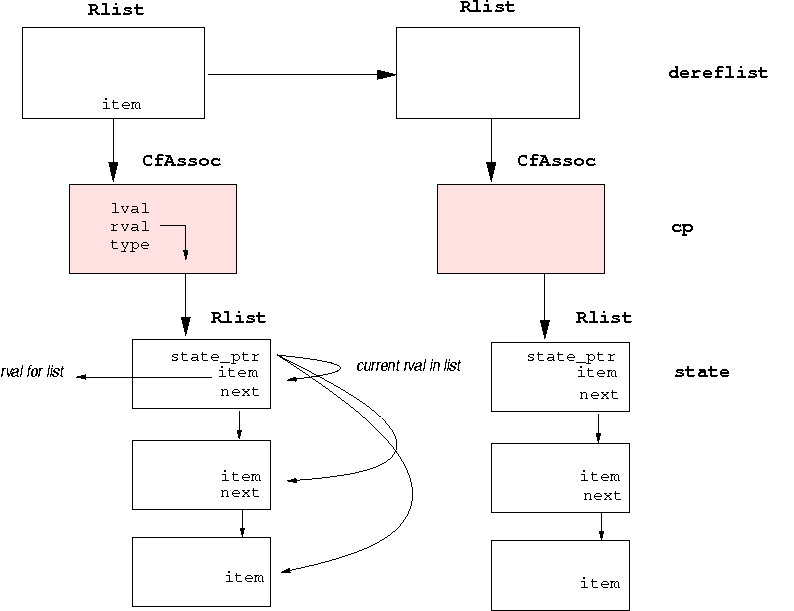 Rlist Rlist
dereflist
item
CfAssoc CfAssoc
lval
rval
type
cp
Rlist Rlist
state_ptr state_ptr
rval for list item current rval in list item state
next next
item item
next next
item item